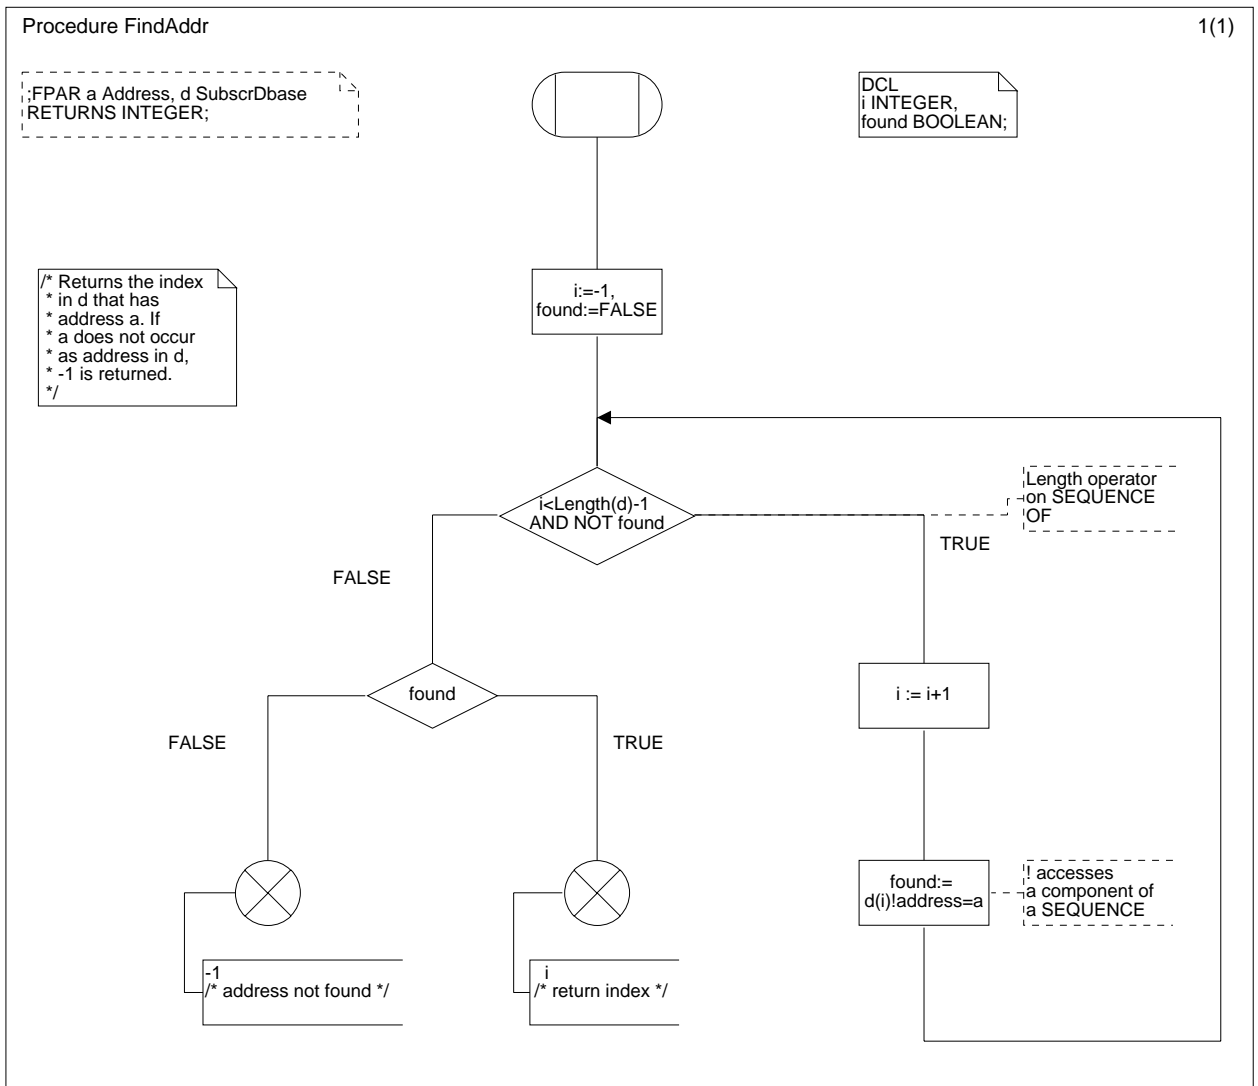 Procedure FindAddr
1(1)
;FPAR a Address, d SubscrDbase
RETURNS INTEGER;
DCL
i INTEGER,
found BOOLEAN;
/* Returns the index
* in d that has
* address a. If
* a does not occur
* as address in d,
* -1 is returned.
*/
i:=-1,
found:=FALSE
i<Length(d)-1
AND NOT found
Length operator
on SEQUENCE
OF
TRUE
FALSE
found
i := i+1
FALSE
TRUE
found:=
d(i)!address=a
! accesses
a component of
a SEQUENCE
-1
/* address not found */
i
/* return index */